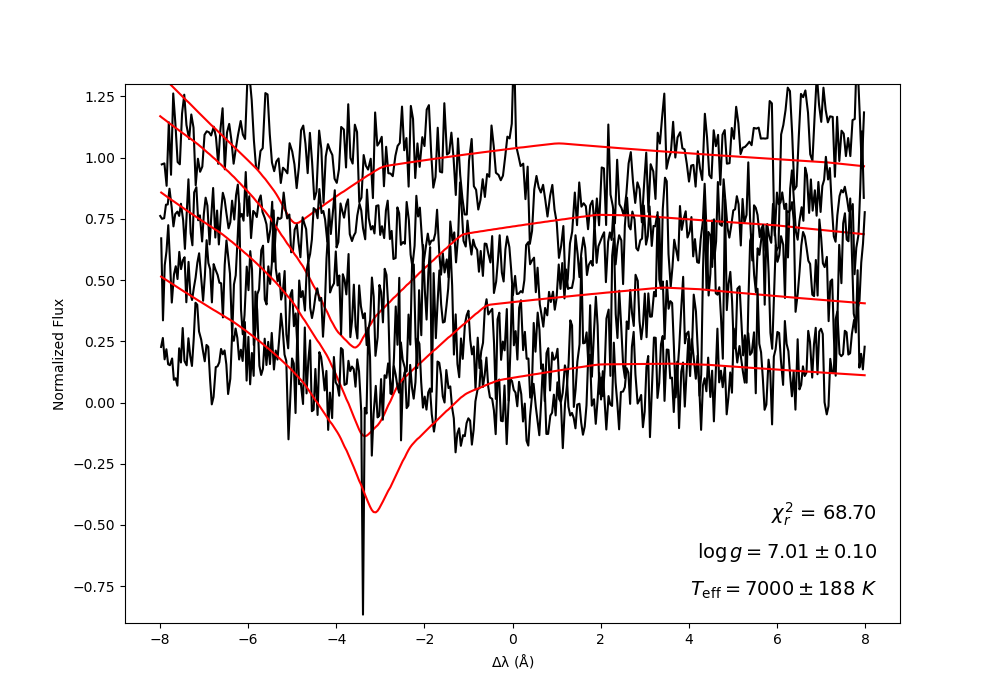 Normalized Flux
1.25
1.00
0.75
0.50
0.25
0.00
−0.25
−0.50
−0.75
χ²ᵣ = 68.70
log g = 7.01 ± 0.10
T_eff = 7000 ± 188 K
−8 −6 −4 −2 0 2 4 6 8
Δλ (Å)